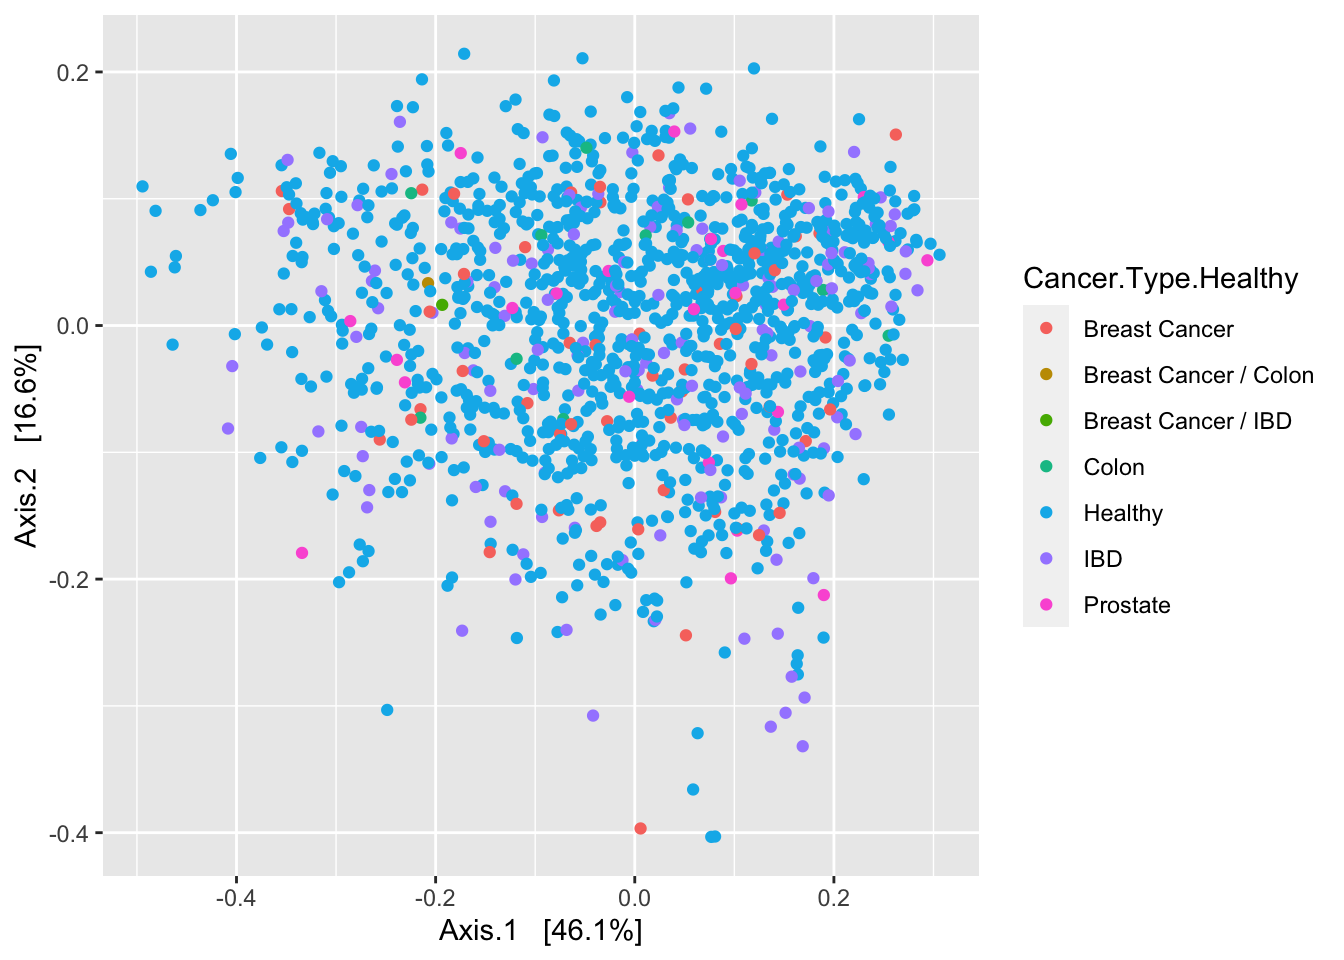 0.2
0.0
-0.2
-0.4
Axis.2   [16.6%]
-0.4
-0.2
0.0
0.2
Axis.1   [46.1%]
Cancer.Type.Healthy
Breast Cancer
Breast Cancer / Colon
Breast Cancer / IBD
Colon
Healthy
IBD
Prostate